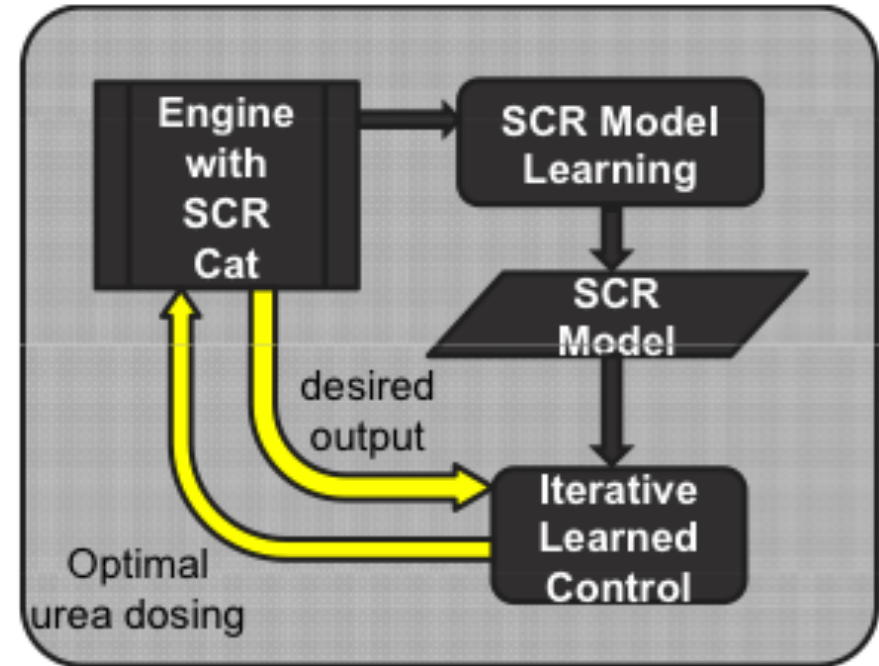 Engine
with
SCR
Cat
SCR Model
Learning
SCR
Model
desired
output
Iterative
Learned
Control
Optimal
urea dosing